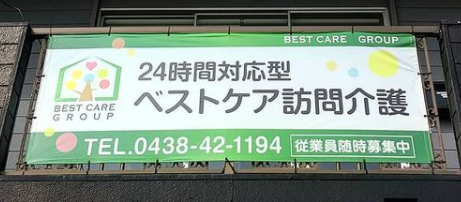 BEST CARE GROUP
24時間対応型
ベストケア訪問介護
BEST CARE
GROUP
TEL.0438-42-1194 従業員随時募集中